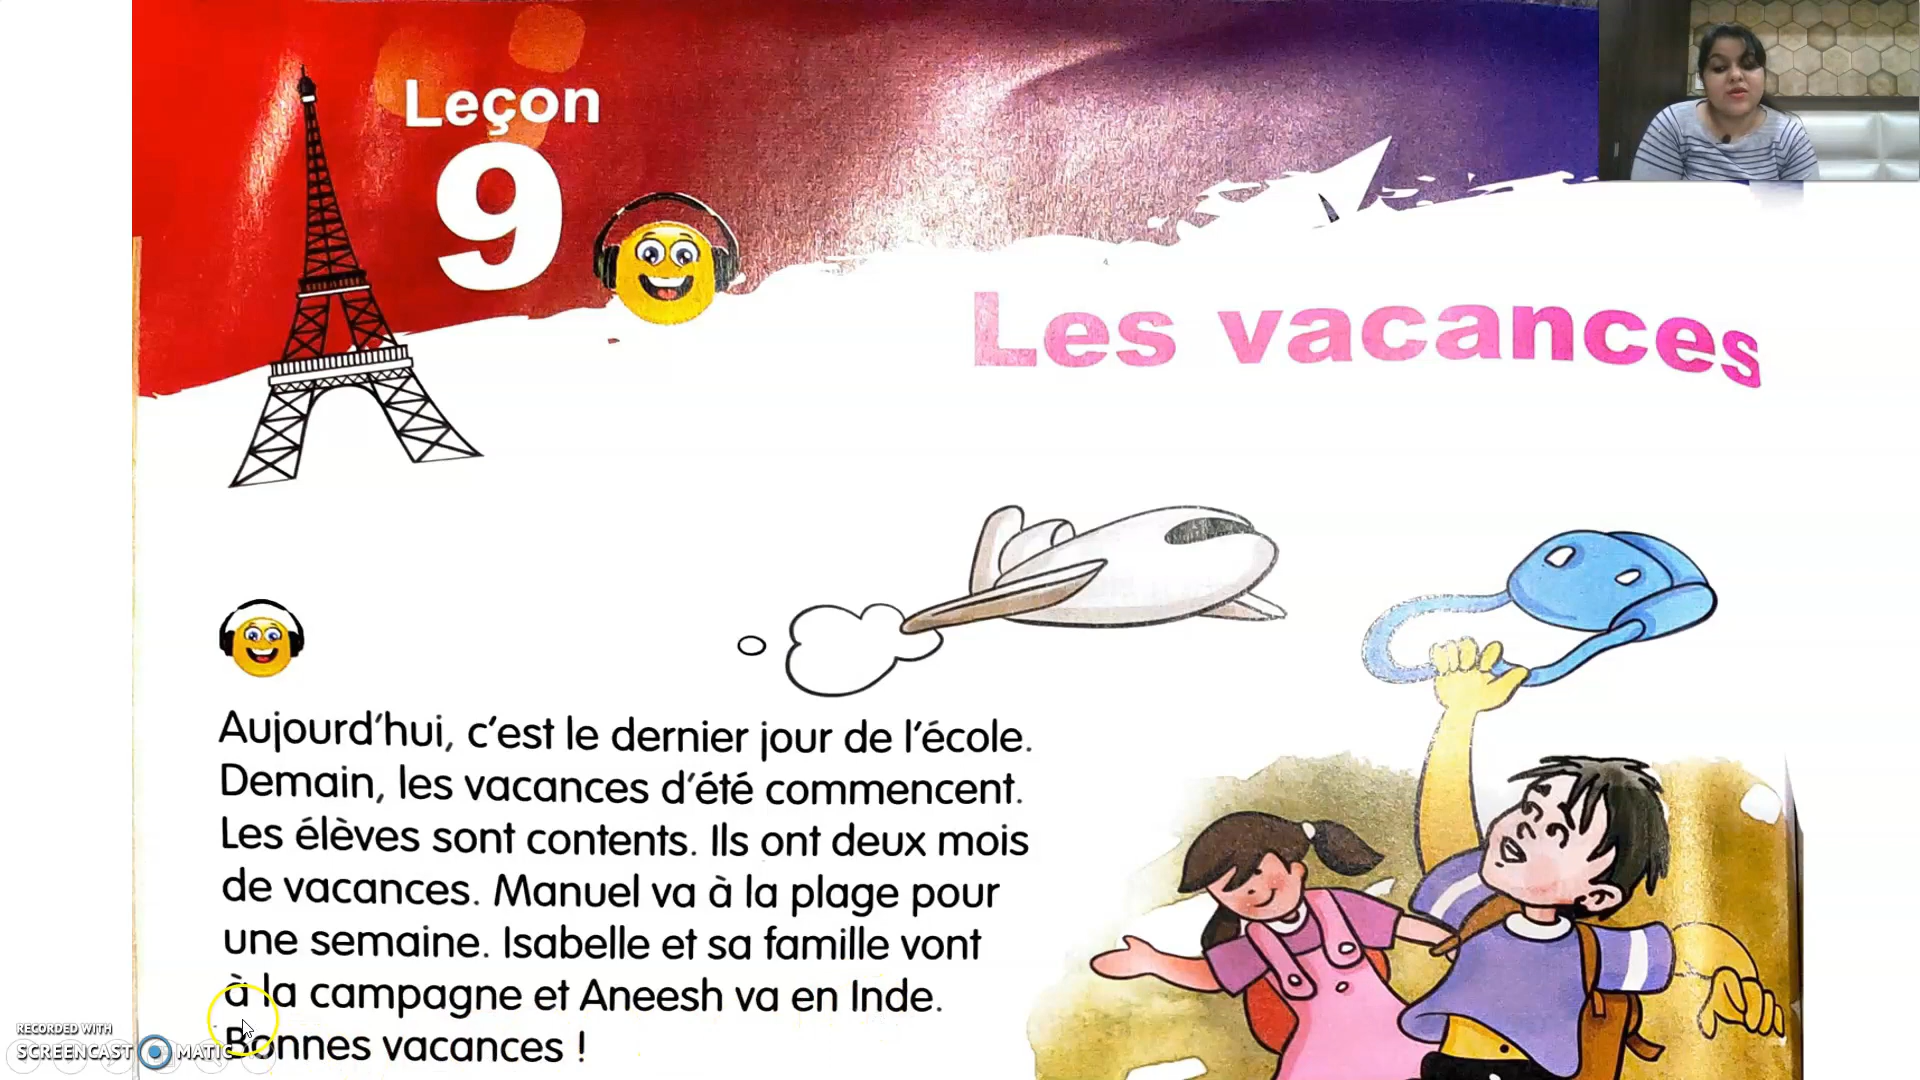 Leçon
9
Les vacances
Aujourd'hui, c'est le dernier jour de l'école.
Demain, les vacances d'été commencent.
Les élèves sont contents. Ils ont deux mois
de vacances. Manuel va à la plage pour
une semaine. Isabelle et sa famille vont
à la campagne et Aneesh va en Inde.
Bonnes vacances !
RECORDED WITH
SCREENCAST MATIC